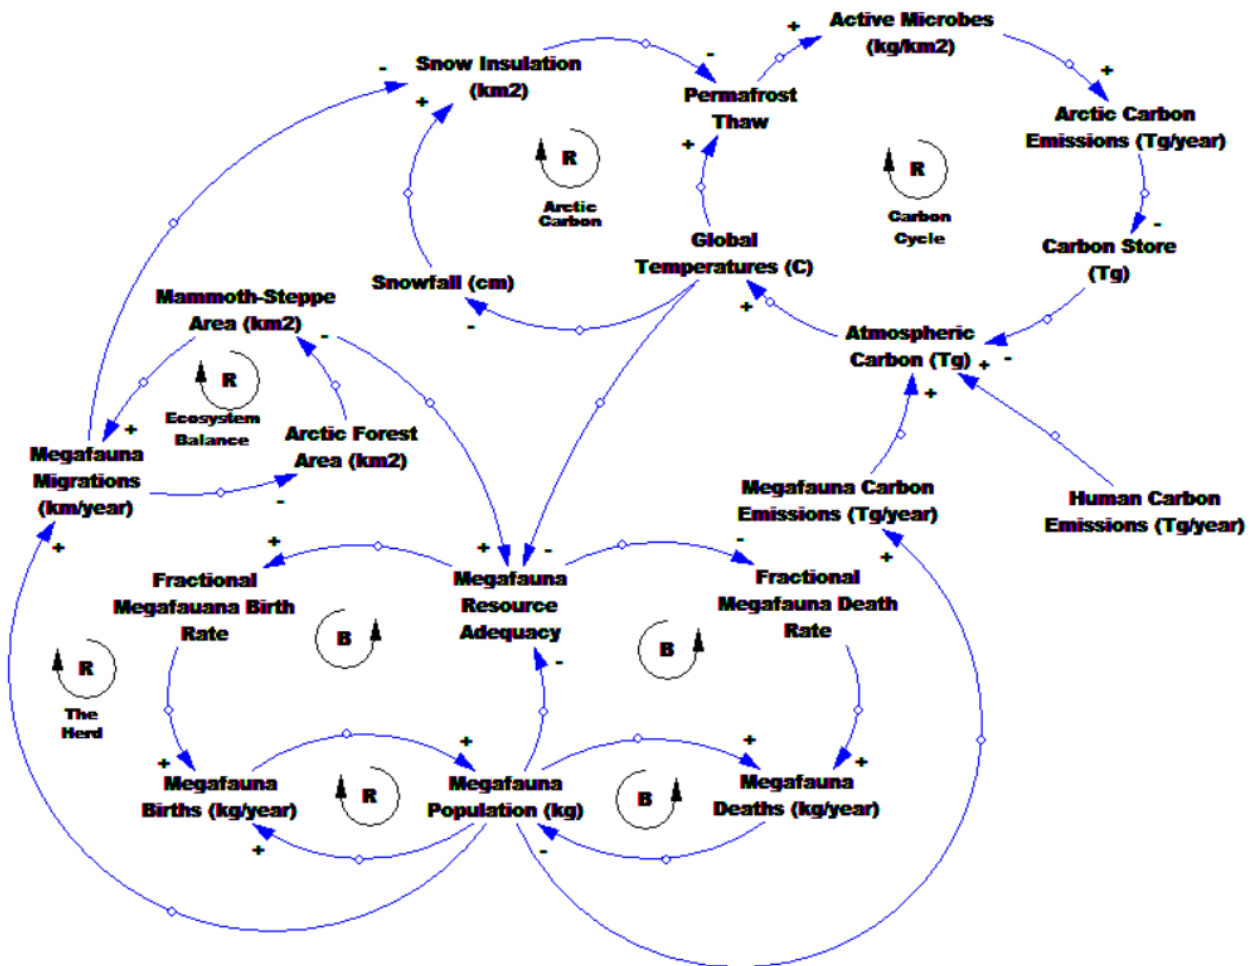 Active Microbes
(kg/km2)
+
+
Snow Insulation
(km2)
-
-
+
Permafrost
Thaw
+
Arctic Carbon
Emissions (Tg/year)
+
R
Arctic
Carbon
R
Carbon
Cycle
-
Global
Temperatures (C)
Carbon Store
(Tg)
Snowfall (cm)
-
+
Mammoth-Steppe
Area (km2)
-
Atmospheric
Carbon (Tg)
+
-
+
R
Ecosystem
Balance
+
Arctic Forest
Area (km2)
-
Megafauna
Migrations
(km/year)
+
Megafauna Carbon
Emissions (Tg/year)
+
Human Carbon
Emissions (Tg/year)
+
Fractional
Megafauana Birth
Rate
+
-
Megafauna
Resource
Adequacy
-
-
Fractional
Megafauna Death
Rate
B
B
R
The
Herd
+
Megafauna
Births (kg/year)
+
R
+
Megafauna
Population (kg)
-
B
+
+
Megafauna
Deaths (kg/year)